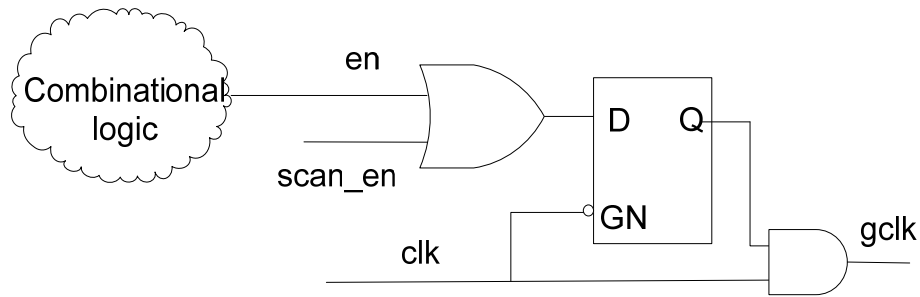 en
Combinational
logic
D
Q
scan_en
GN
clk
gclk